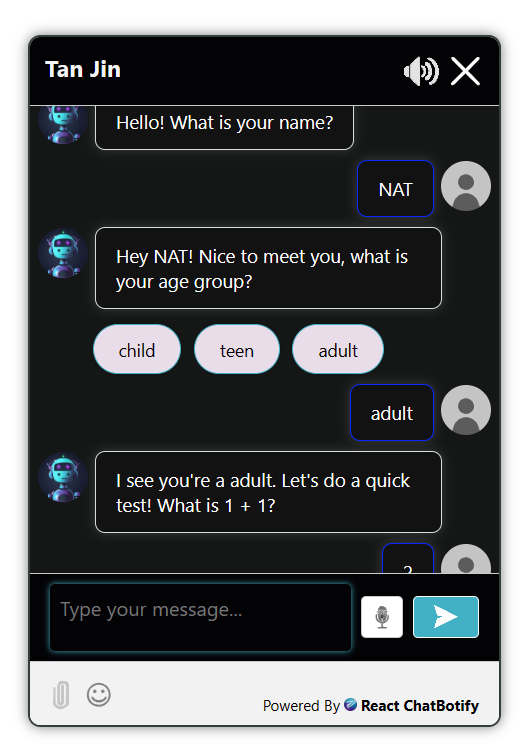 Tan Jin
Hello! What is your name?
NAT
Hey NAT! Nice to meet you, what is
your age group?
child
teen
adult
adult
I see you're a adult. Let's do a quick
test! What is 1 + 1?
Type your message...
Powered By React ChatBotify